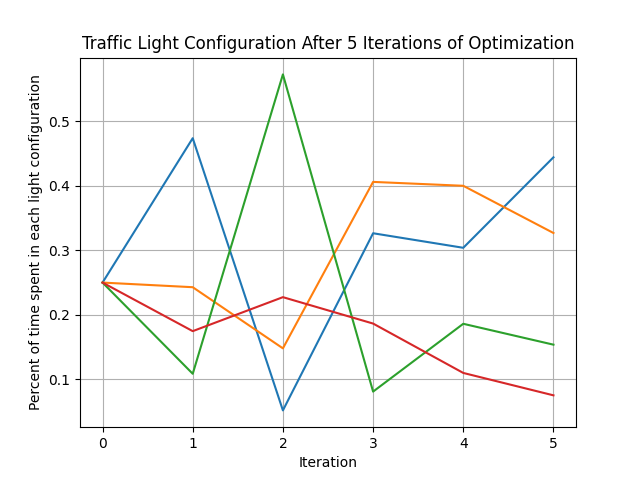 Traffic Light Configuration After 5 Iterations of Optimization
Percent of time spent in each light configuration
0.5
0.4
0.3
0.2
0.1
0 1 2 3 4 5
Iteration